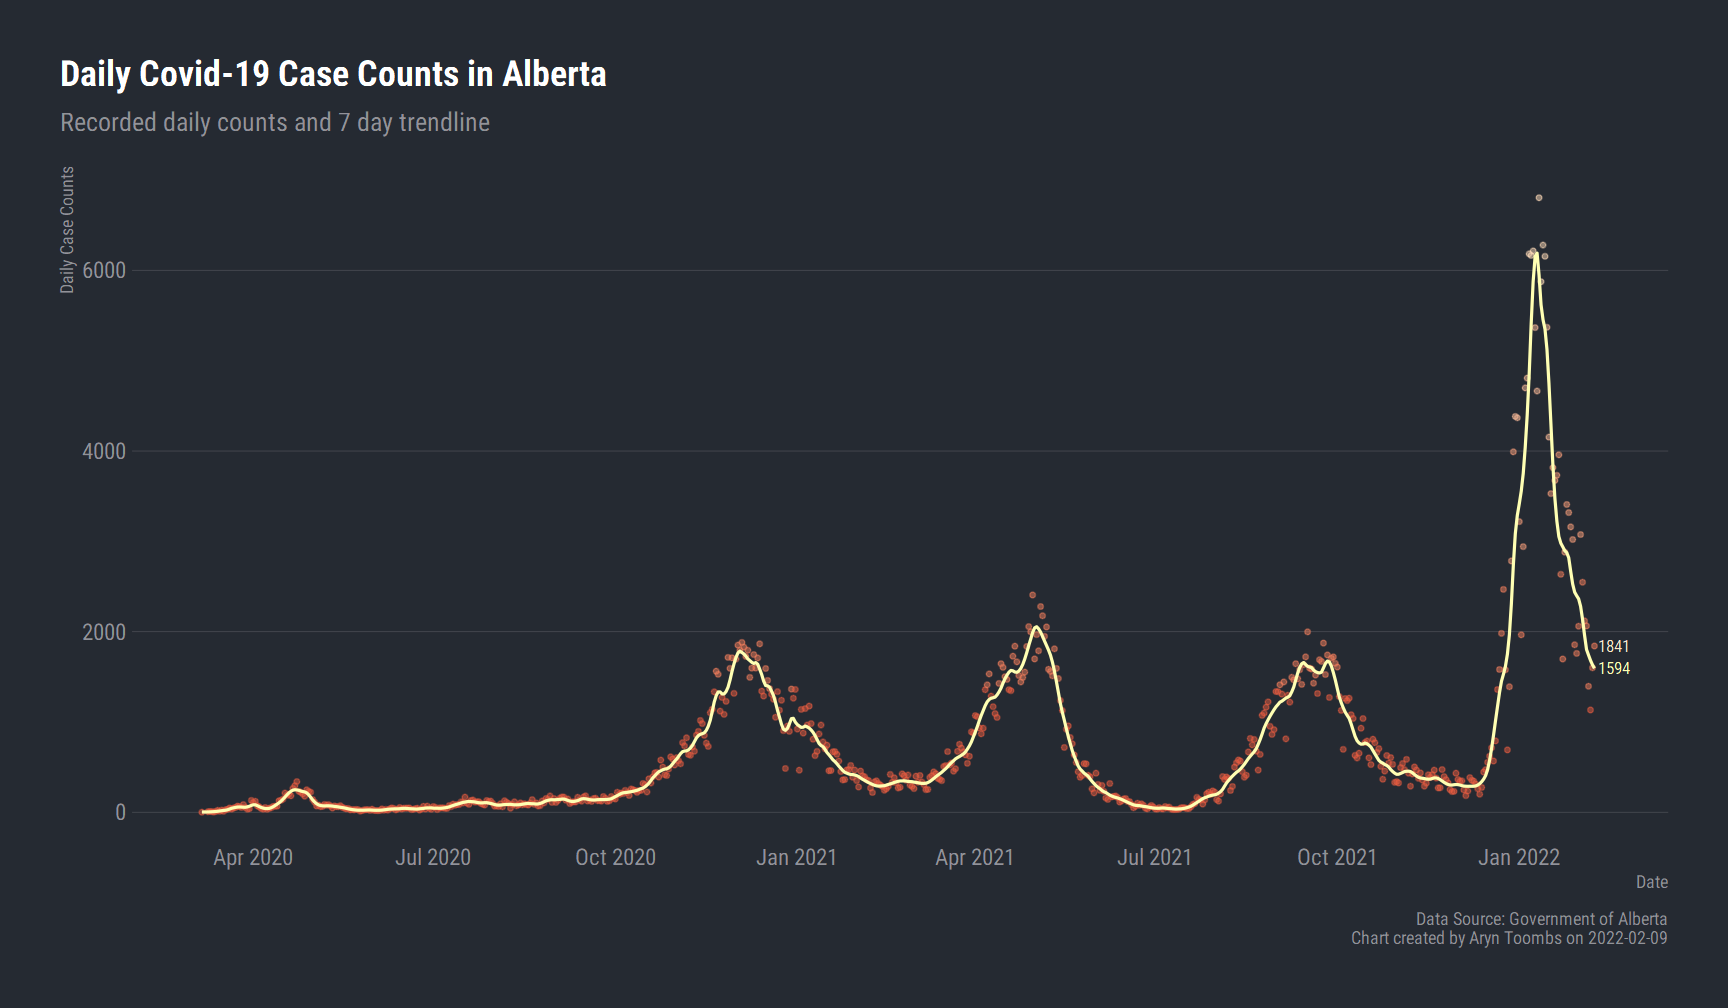 Daily Covid-19 Case Counts in Alberta
Recorded daily counts and 7 day trendline
Daily Case Counts
6000
4000
2000
0
1841
1594
Apr 2020
Jul 2020
Oct 2020
Jan 2021
Apr 2021
Jul 2021
Oct 2021
Jan 2022
Date
Data Source: Government of Alberta
Chart created by Aryn Toombs on 2022-02-09